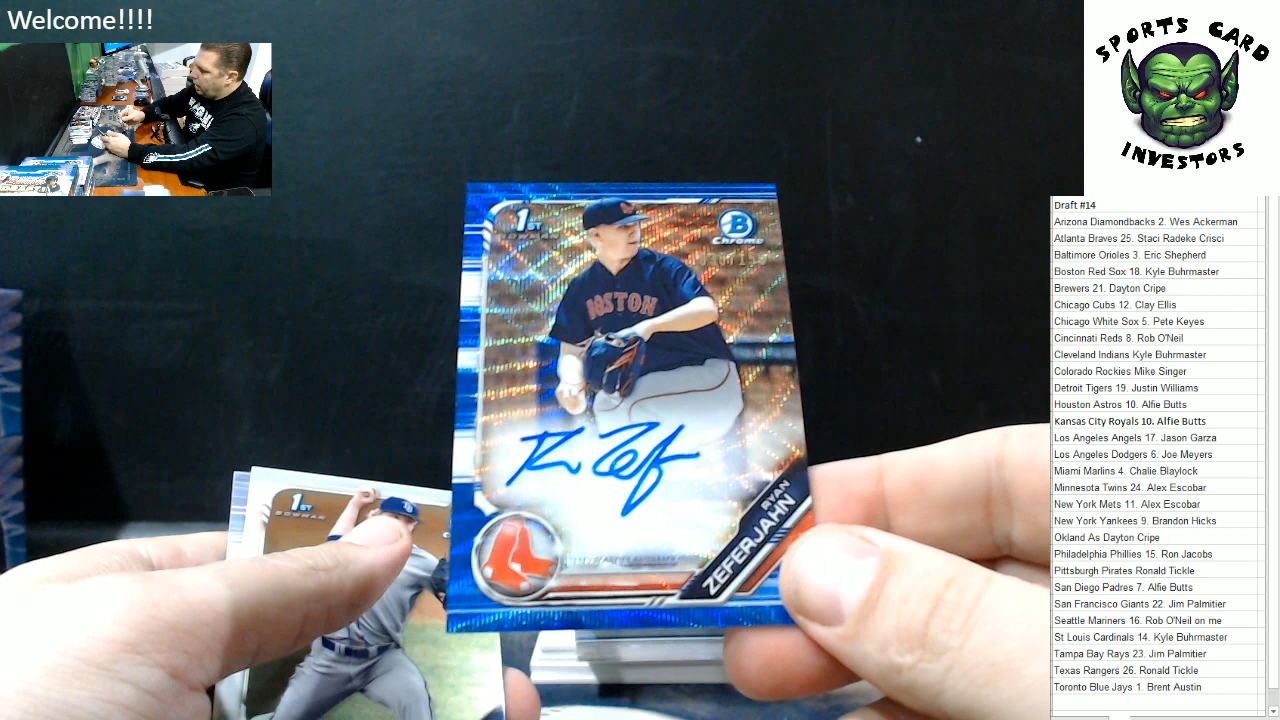 Welcome!!!!
SPORTS CARD
INVESTORS
Draft #14
Arizona Diamondbacks 2. Wes Ackerman
Atlanta Braves 25. Staci Radeke Crisci
Baltimore Orioles 3. Eric Shepherd
Boston Red Sox 18. Kyle Buhrmaster
Brewers 21. Dayton Cripe
Chicago Cubs 12. Clay Ellis
Chicago White Sox 5. Pete Keyes
Cincinnati Reds 8. Rob O'Neil
Cleveland Indians Kyle Buhrmaster
Colorado Rockies Mike Singer
Detroit Tigers 19. Justin Williams
Houston Astros 10. Alfie Butts
Kansas City Royals 10. Alfie Butts
Los Angeles Angels 17. Jason Garza
Los Angeles Dodgers 6. Joe Meyers
Miami Marlins 4. Chalie Blaylock
Minnesota Twins 24. Alex Escobar
New York Mets 11. Alex Escobar
New York Yankees 9. Brandon Hicks
Okland As Dayton Cripe
Philadelphia Phillies 15. Ron Jacobs
Pittsburgh Pirates Ronald Tickle
San Diego Padres 7. Alfie Butts
San Francisco Giants 22. Jim Palmitier
Seattle Mariners 16. Rob O'Neil on me
St Louis Cardinals 14. Kyle Buhrmaster
Tampa Bay Rays 23. Jim Palmitier
Texas Rangers 26. Ronald Tickle
Toronto Blue Jays 1. Brent Austin
1ST
BOWMAN
B
Chrome
BOSTON
RYAN
ZEFERJAHN
1ST
BOWMAN